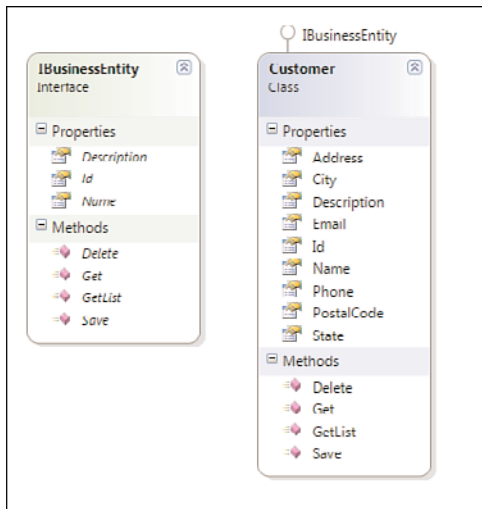 IBusinessEntity
Interface
Properties
Description
Id
Name
Methods
Delete
Get
GetList
Save
IBusinessEntity
Customer
Class
Properties
Address
City
Description
Email
Id
Name
Phone
PostalCode
State
Methods
Delete
Get
GetList
Save